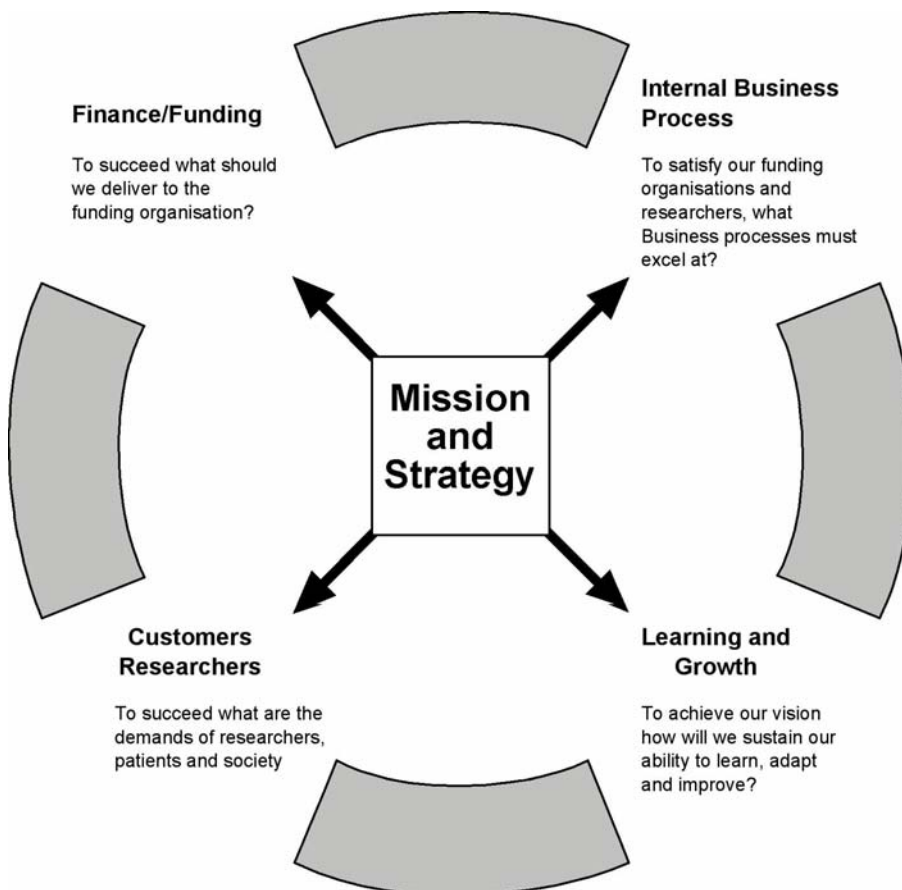 Finance/Funding
To succeed what should
we deliver to the
funding organisation?
Internal Business
Process
To satisfy our funding
organisations and
researchers, what
Business processes must
excel at?
Mission
and
Strategy
Customers
Researchers
To succeed what are the
demands of researchers,
patients and society
Learning and
Growth
To achieve our vision
how will we sustain our
ability to learn, adapt
and improve?